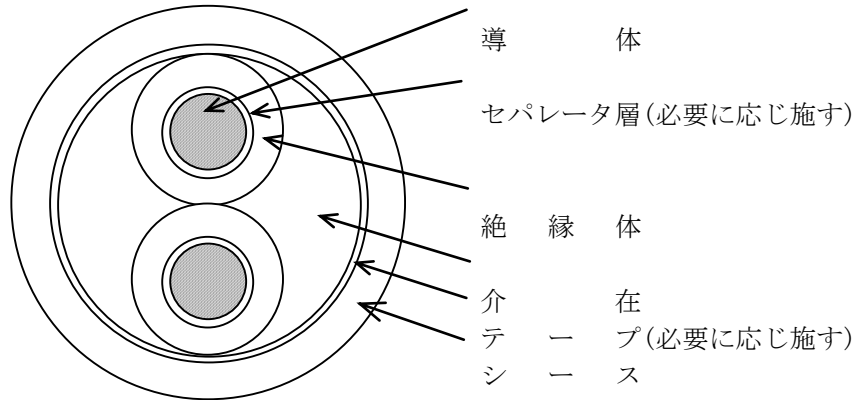 導 体
セパレータ層(必要に応じ施す)
絶 縁 体
介 在
テ ー プ(必要に応じ施す)
シ ー ス